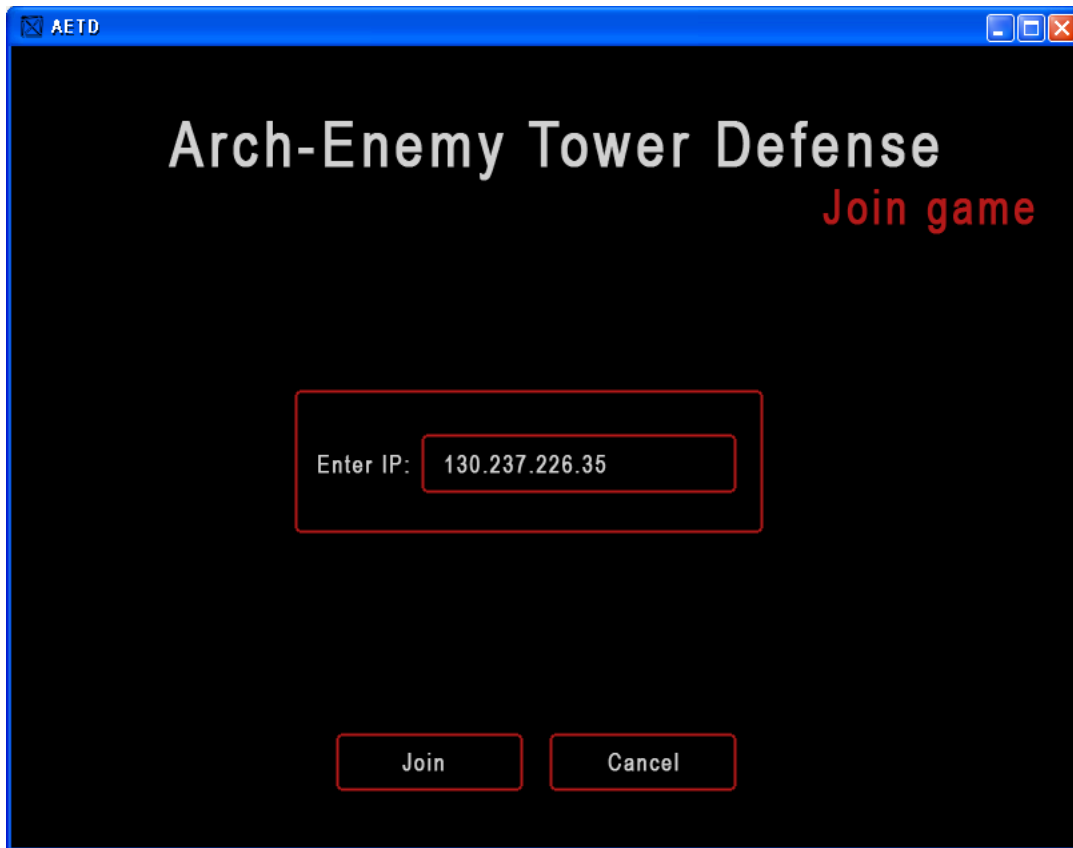 AETD
Arch-Enemy Tower Defense
Join game
Enter IP: 130.237.226.35
Join Cancel